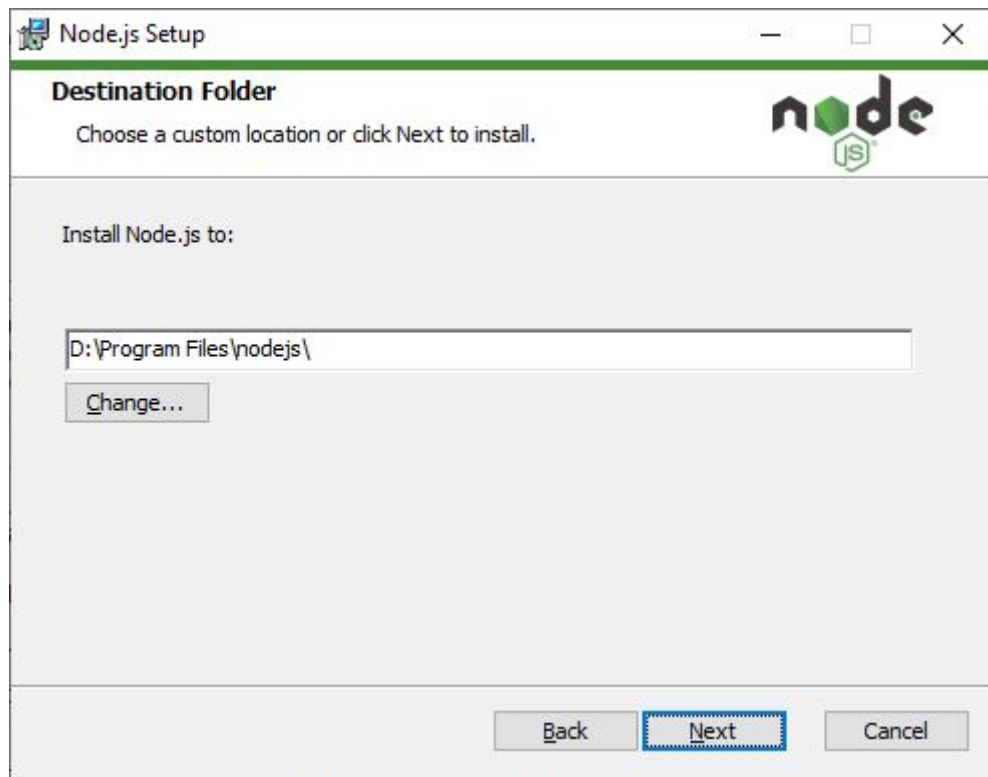 Node.js Setup
Destination Folder
Choose a custom location or click Next to install.
node
JS
Install Node.js to:
D:\Program Files\nodejs\
Change...
Back
Next
Cancel